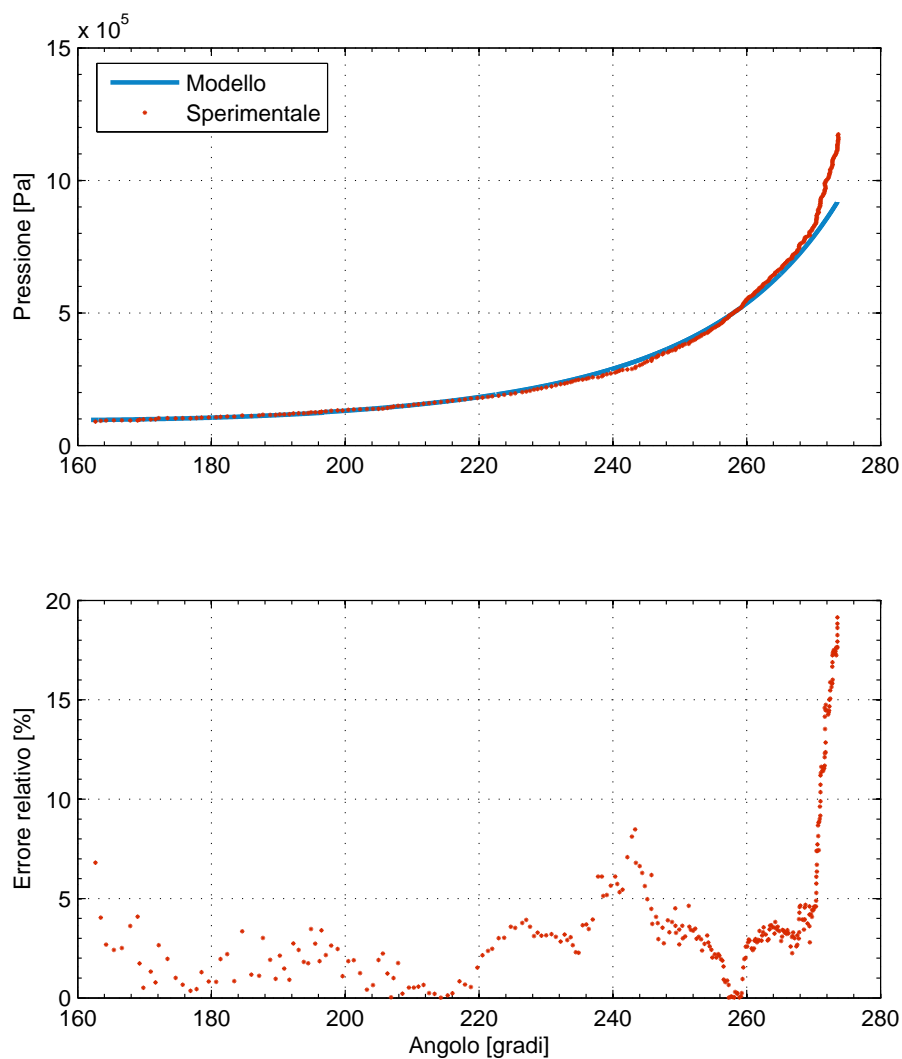 x 10^5
15
10
5
0
Pressione [Pa]
Modello
Sperimentale
160 180 200 220 240 260 280
20
15
10
5
0
Errore relativo [%]
160 180 200 220 240 260 280
Angolo [gradi]